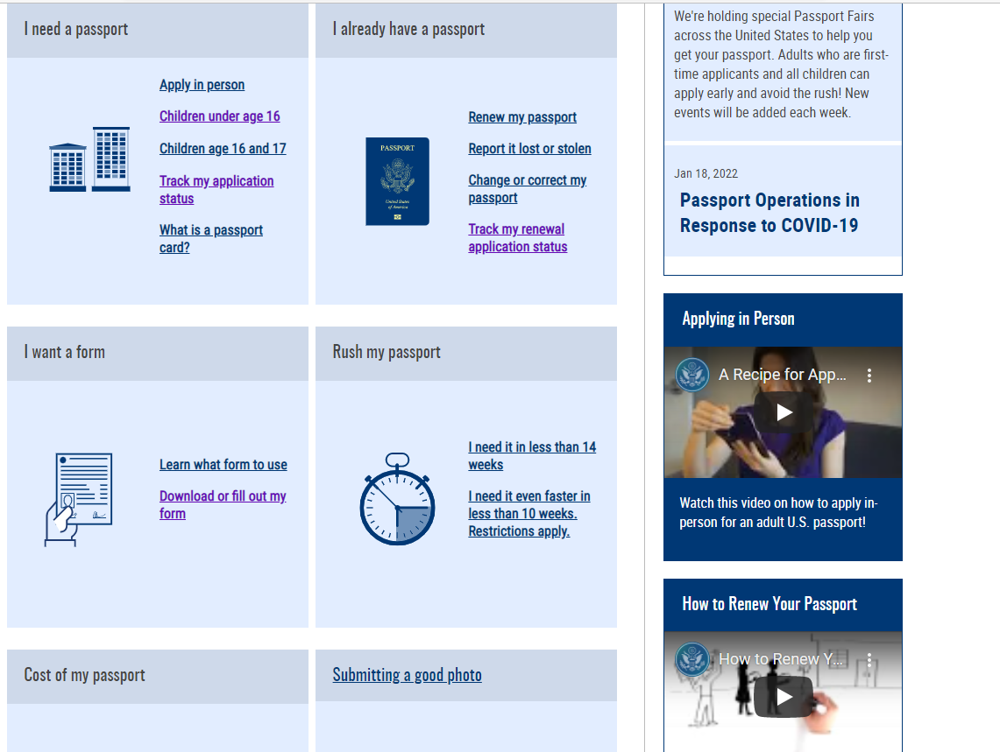 I need a passport
Apply in person
Children under age 16
Children age 16 and 17
Track my application
status
What is a passport
card?
I already have a passport
PASSPORT
United States
of America
Renew my passport
Report it lost or stolen
Change or correct my
passport
Track my renewal
application status
I want a form
Learn what form to use
Download or fill out my
form
Rush my passport
I need it in less than 14
weeks
I need it even faster in
less than 10 weeks.
Restrictions apply.
Cost of my passport
Submitting a good photo
We're holding special Passport Fairs
across the United States to help you
get your passport. Adults who are first-
time applicants and all children can
apply early and avoid the rush! New
events will be added each week.
Jan 18, 2022
Passport Operations in
Response to COVID-19
Applying in Person
A Recipe for App...
Watch this video on how to apply in-
person for an adult U.S. passport!
How to Renew Your Passport
How to Renew Y...